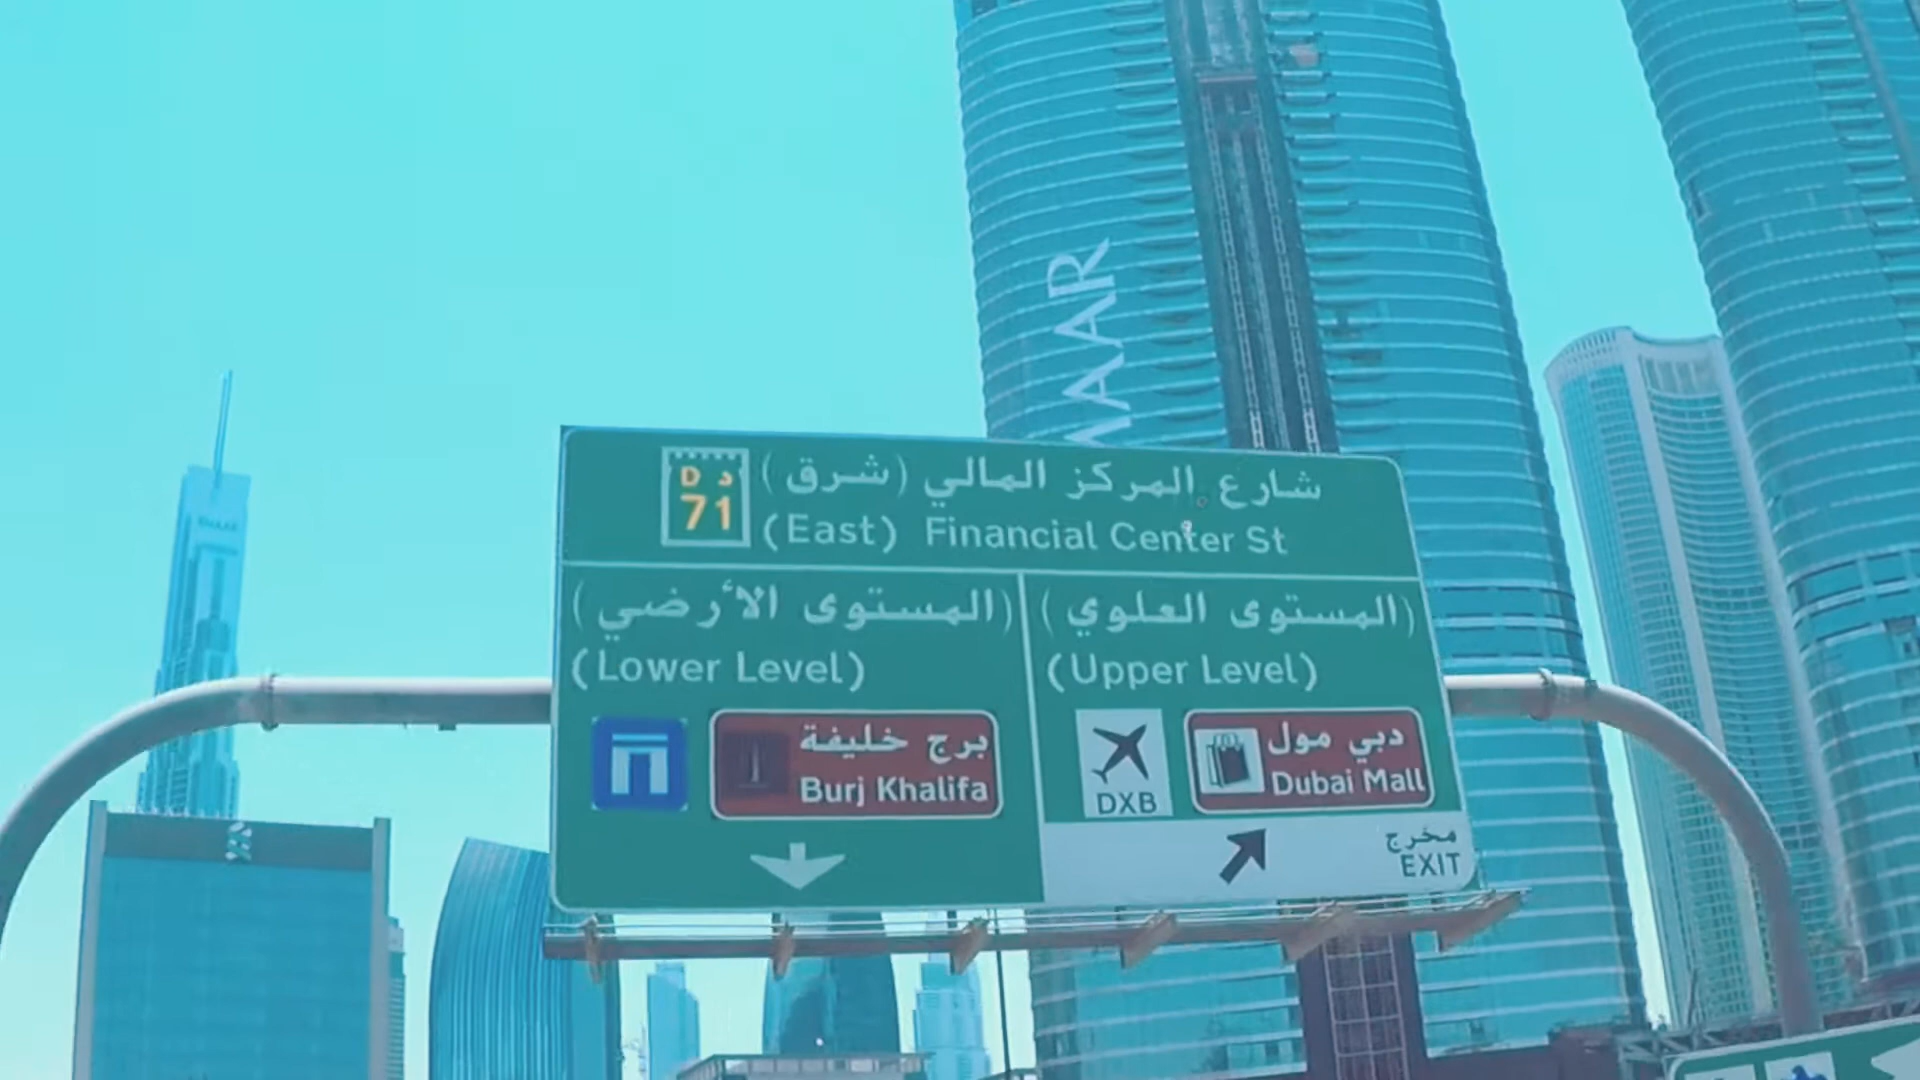 MAAR
د D
71
شارع المركز المالي (شرق)
(East) Financial Center St
(المستوى الأرضي)
(Lower Level)
برج خليفة
Burj Khalifa
(المستوى العلوي)
(Upper Level)
DXB
دبي مول
Dubai Mall
مخرج
EXIT